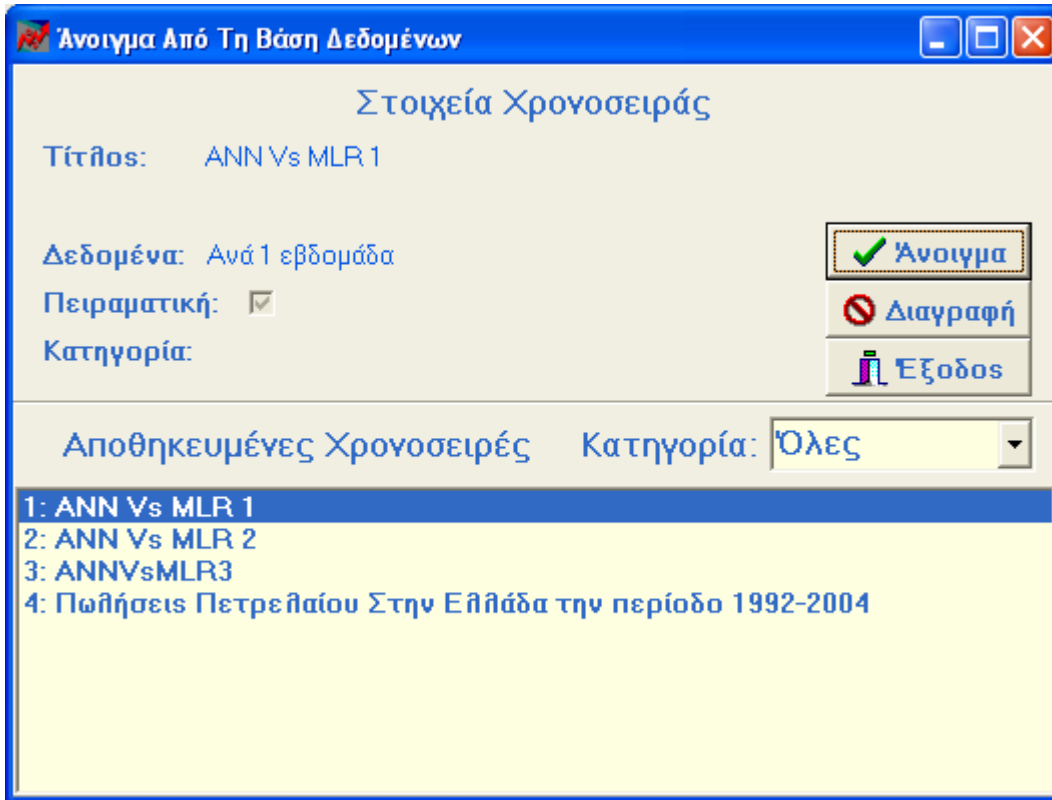 Άνοιγμα Από Τη Βάση Δεδομένων
Στοιχεία Χρονοσειράς
Τίτλος: ANN Vs MLR 1
Δεδομένα: Ανά 1 εβδομάδα
Άνοιγμα
Πειραματική:
Διαγραφή
Κατηγορία:
Έξοδος
Αποθηκευμένες Χρονοσειρές Κατηγορία: Όλες
1: ANN Vs MLR 1
2: ANN Vs MLR 2
3: ANNVsMLR3
4: Πωλήσεις Πετρελαίου Στην Ελλάδα την περίοδο 1992-2004